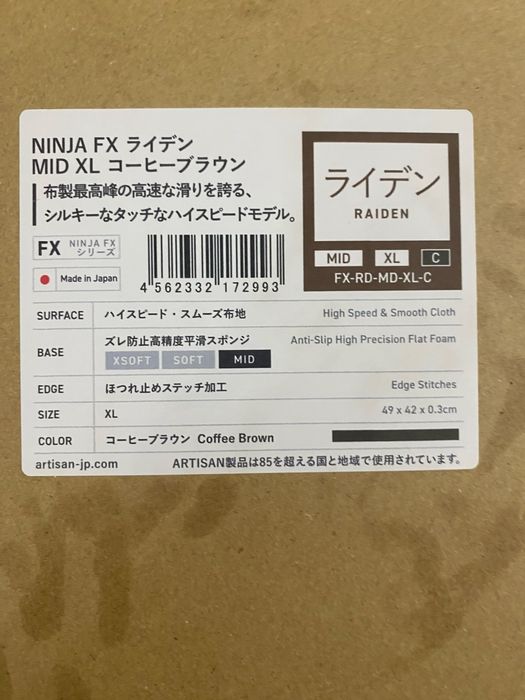 NINJA FX ライデン
MID XL コーヒーブラウン
布製最高峰の高速な滑りを誇る、
シルキーなタッチなハイスピードモデル。
ライデン
RAIDEN
MID XL C
FX-RD-MD-XL-C
FX NINJA FX
シリーズ
Made in Japan
4 562332 172993
SURFACE ハイスピード・スムーズ布地 High Speed & Smooth Cloth
BASE ズレ防止高精度平滑スポンジ Anti-Slip High Precision Flat Foam
XSOFT SOFT MID
EDGE ほつれ止めステッチ加工 Edge Stitches
SIZE XL 49 x 42 x 0.3cm
COLOR コーヒーブラウン Coffee Brown
artisan-jp.com ARTISAN製品は85を超える国と地域で使用されています。